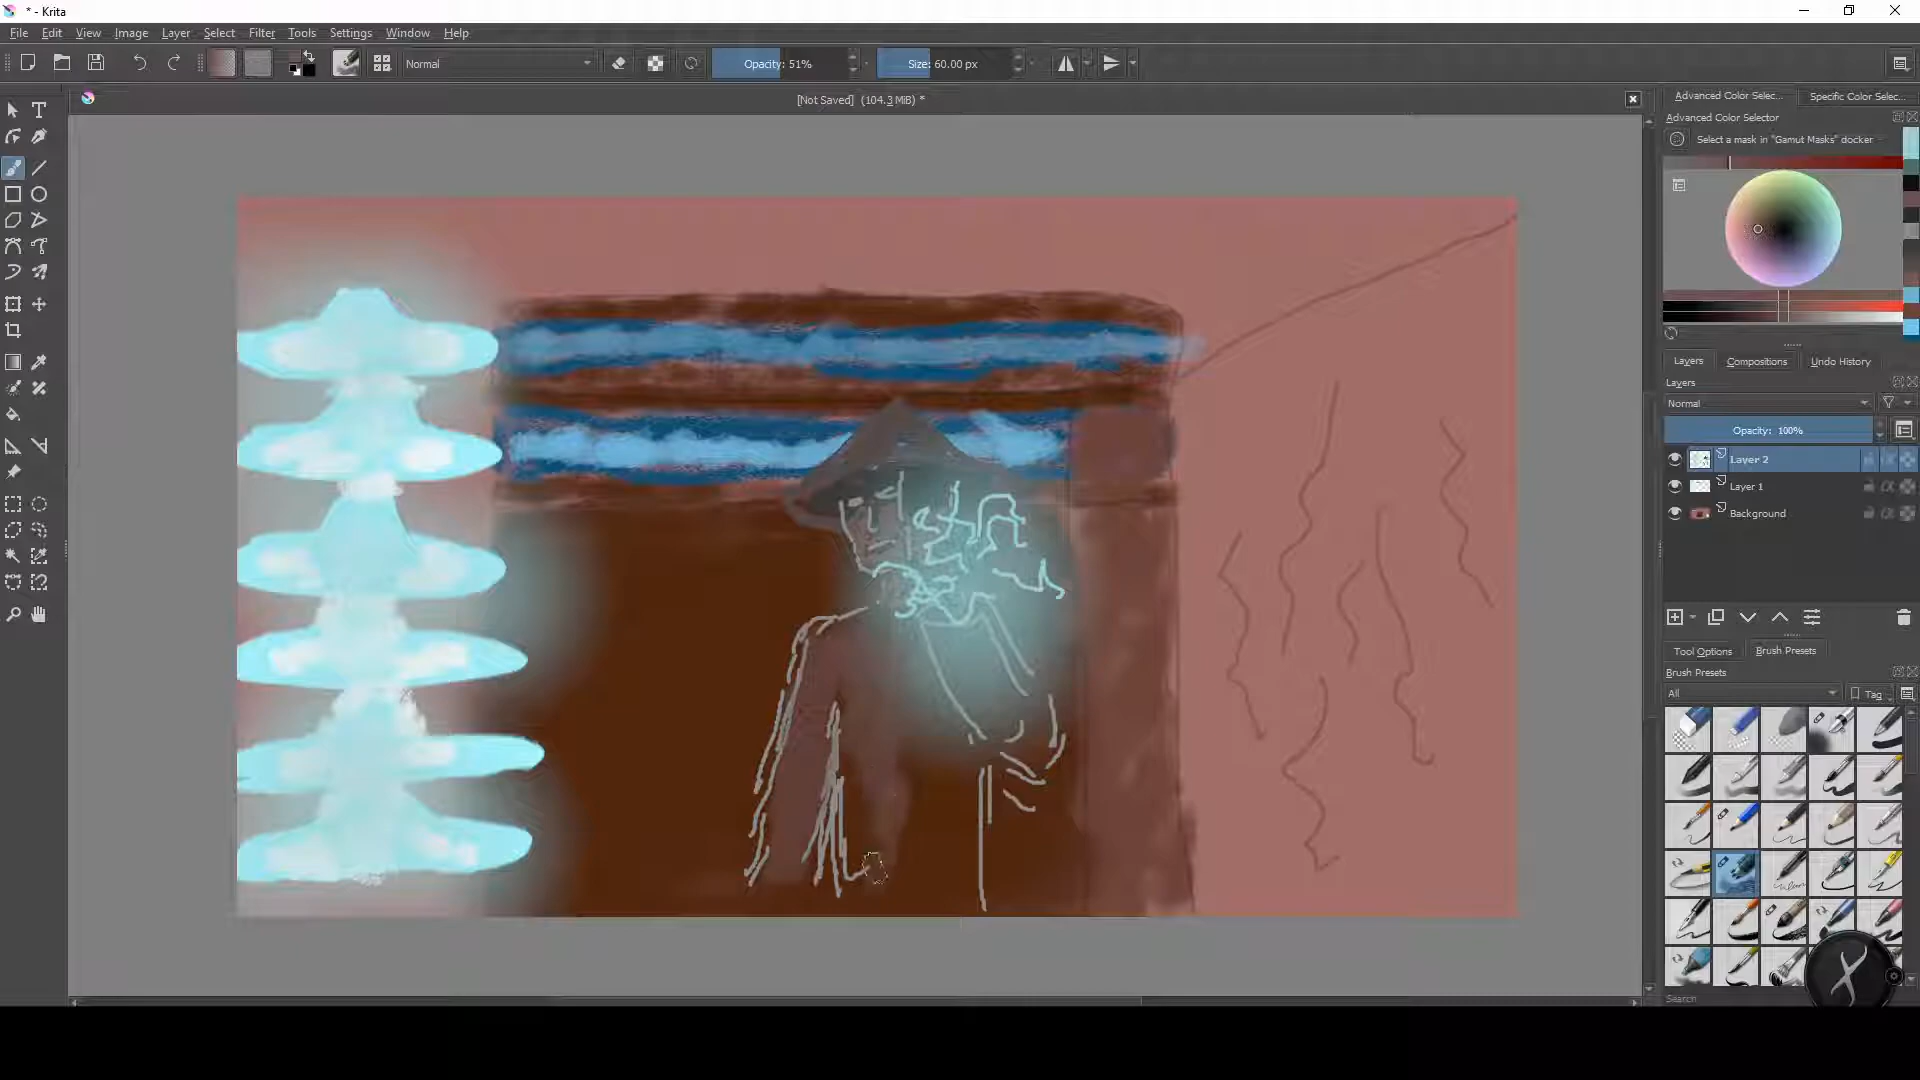 * - Krita
File Edit View Image Layer Select Filter Tools Settings Window Help
Normal Opacity: 51% Size: 60.00 px
[Not Saved] (104.3 MiB) *
Advanced Color Selec... Specific Color Selec...
Advanced Color Selector
Select a mask in "Gamut Masks" docker
Layers Compositions Undo History
Layers
Normal
Opacity: 100%
Layer 2
Layer 1
Background
Tool Options Brush Presets
Brush Presets
All Tag
Search